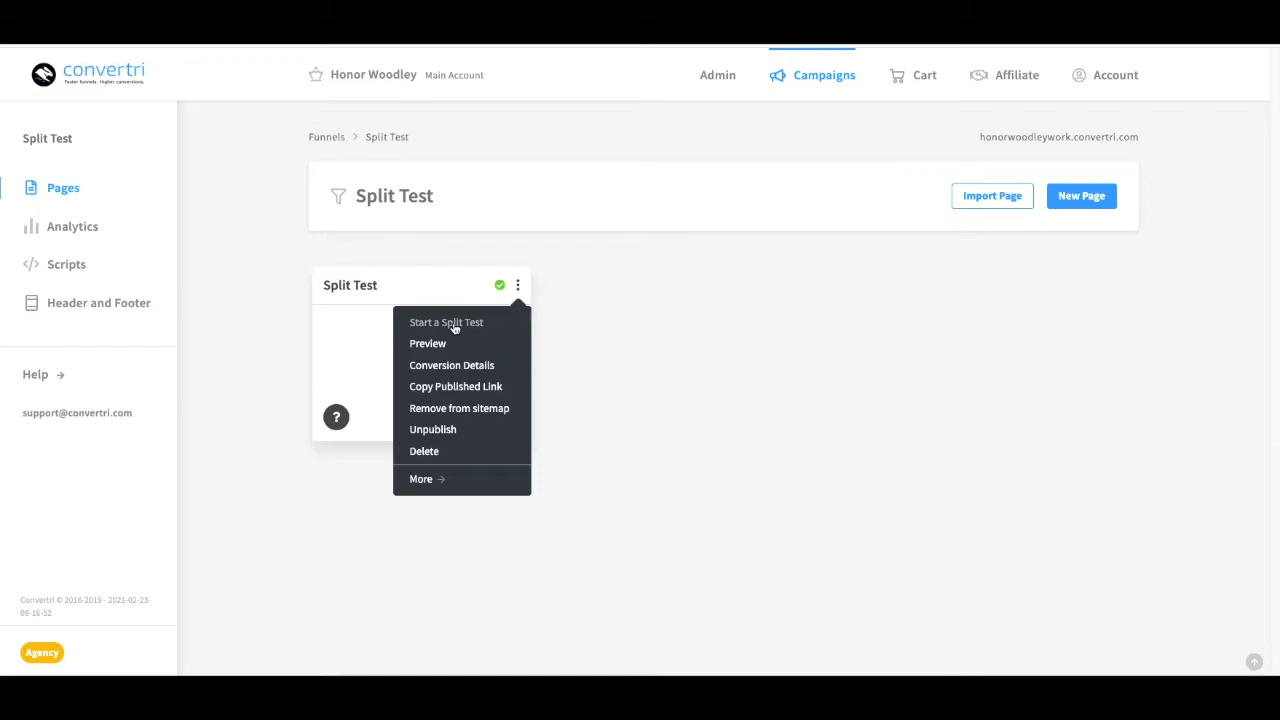 convertri
Faster funnels. Higher conversions.
Honor Woodley Main Account
Admin
Campaigns
Cart
Affiliate
Account
Split Test
Pages
Analytics
Scripts
Header and Footer
Help →
support@convertri.com
Convertri © 2016-2019 - 2021-02-23-
08-16-52
Agency
Funnels > Split Test
honorwoodleywork.convertri.com
Split Test
Import Page
New Page
Split Test
Start a Split Test
Preview
Conversion Details
Copy Published Link
Remove from sitemap
Unpublish
Delete
More →
?